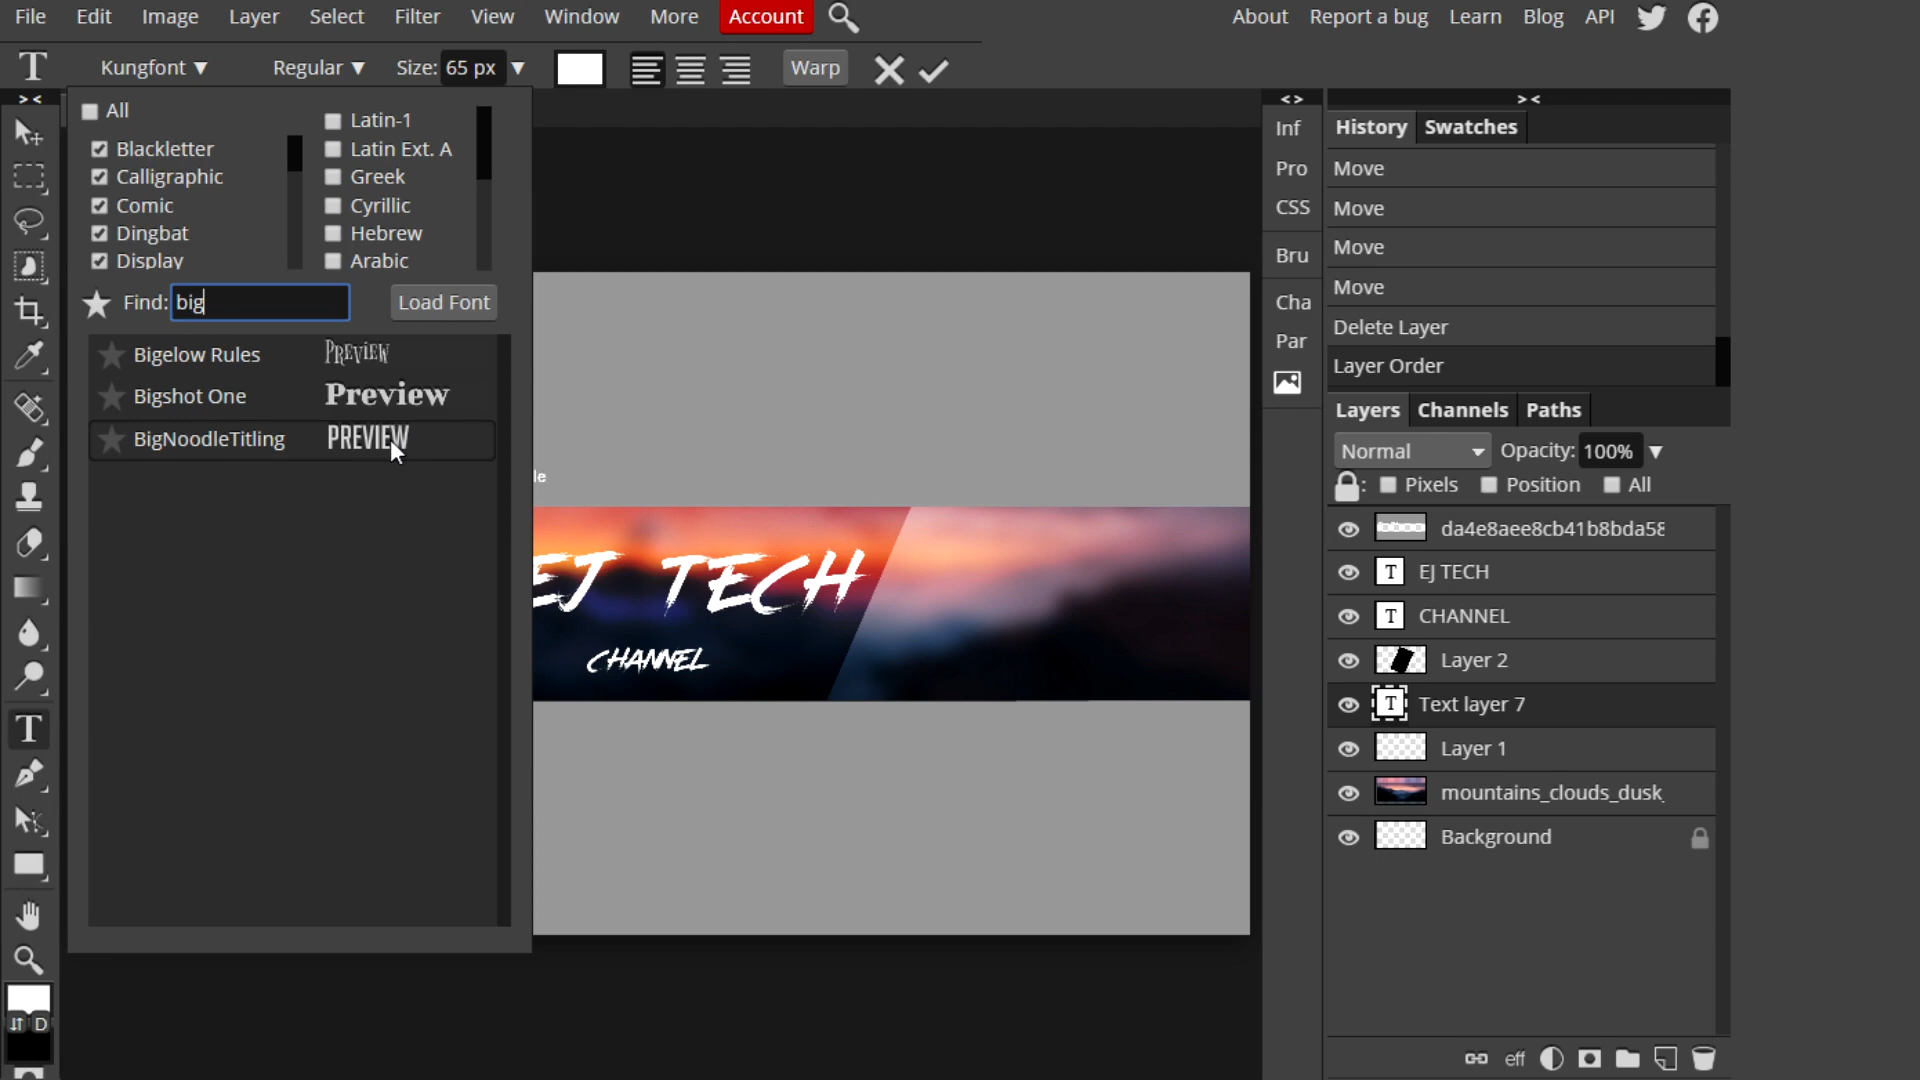 File Edit Image Layer Select Filter View Window More Account About Report a bug Learn Blog API
T Kungfont ▼ Regular ▼ Size: 65 px ▼ Warp
> <
< >
> <
All
Latin-1
Blackletter
Latin Ext. A
Calligraphic
Greek
Comic
Cyrillic
Dingbat
Hebrew
Display
Arabic
Find: big
Load Font
Bigelow Rules PREVIEW
Bigshot One Preview
BigNoodleTitling PREVIEW
le
EJ TECH
CHANNEL
Inf
Pro
CSS
Bru
Cha
Par
History Swatches
Move
Move
Move
Move
Delete Layer
Layer Order
Layers Channels Paths
Normal Opacity: 100% ▼
: Pixels Position All
da4e8aee8cb41b8bda58
T EJ TECH
T CHANNEL
Layer 2
T Text layer 7
Layer 1
mountains_clouds_dusk_
Background
T
D
eff